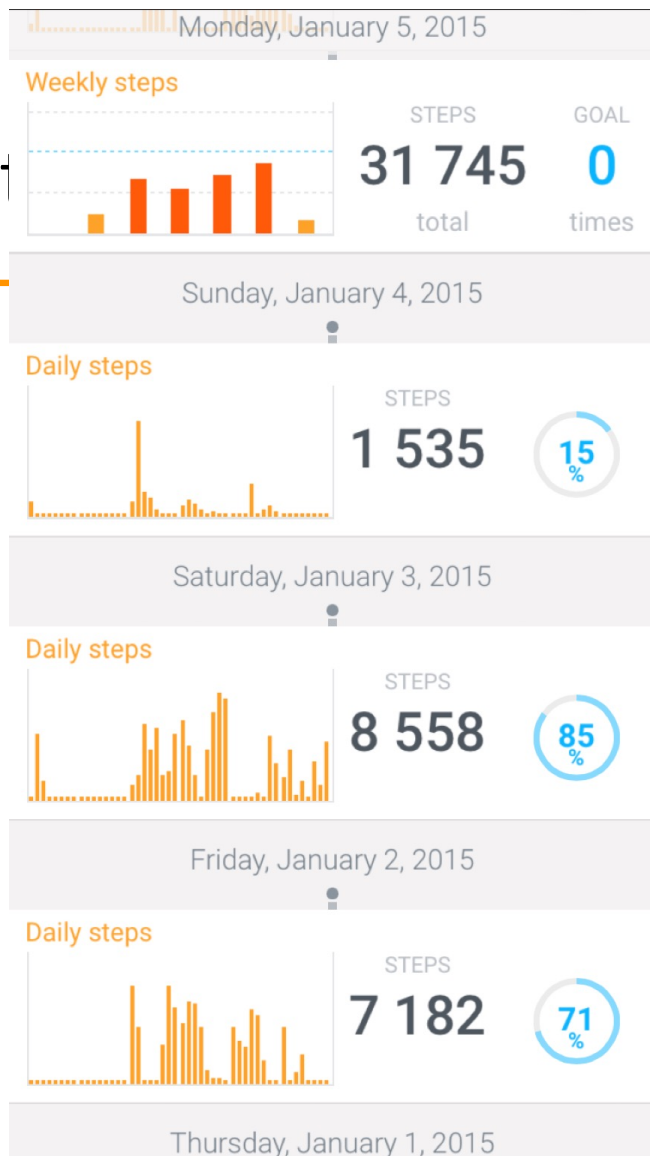 Monday, January 5, 2015
Weekly steps
STEPS GOAL
31 745 0
total times
Sunday, January 4, 2015
Daily steps
STEPS
1 535
15
%
Saturday, January 3, 2015
Daily steps
STEPS
8 558
85
%
Friday, January 2, 2015
Daily steps
STEPS
7 182
71
%
Thursday, January 1, 2015